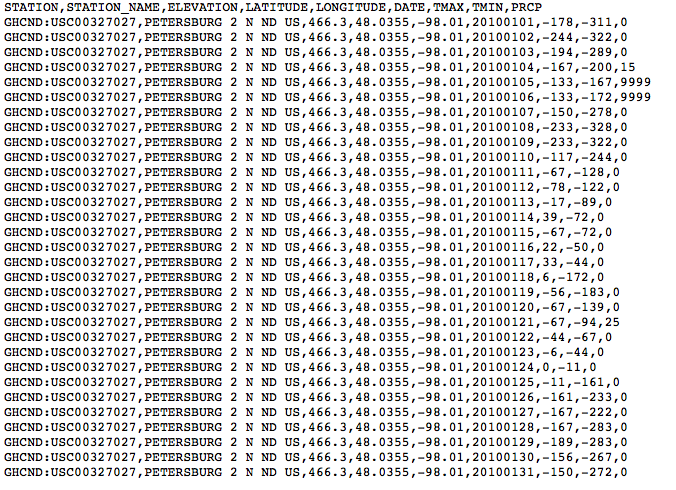 STATION,STATION_NAME,ELEVATION,LATITUDE,LONGITUDE,DATE,TMAX,TMIN,PRCP
GHCND:USC00327027,PETERSBURG 2 N ND US,466.3,48.0355,-98.01,20100101,-178,-311,0
GHCND:USC00327027,PETERSBURG 2 N ND US,466.3,48.0355,-98.01,20100102,-244,-322,0
GHCND:USC00327027,PETERSBURG 2 N ND US,466.3,48.0355,-98.01,20100103,-194,-289,0
GHCND:USC00327027,PETERSBURG 2 N ND US,466.3,48.0355,-98.01,20100104,-167,-200,15
GHCND:USC00327027,PETERSBURG 2 N ND US,466.3,48.0355,-98.01,20100105,-133,-167,9999
GHCND:USC00327027,PETERSBURG 2 N ND US,466.3,48.0355,-98.01,20100106,-133,-172,9999
GHCND:USC00327027,PETERSBURG 2 N ND US,466.3,48.0355,-98.01,20100107,-150,-278,0
GHCND:USC00327027,PETERSBURG 2 N ND US,466.3,48.0355,-98.01,20100108,-233,-328,0
GHCND:USC00327027,PETERSBURG 2 N ND US,466.3,48.0355,-98.01,20100109,-233,-322,0
GHCND:USC00327027,PETERSBURG 2 N ND US,466.3,48.0355,-98.01,20100110,-117,-244,0
GHCND:USC00327027,PETERSBURG 2 N ND US,466.3,48.0355,-98.01,20100111,-67,-128,0
GHCND:USC00327027,PETERSBURG 2 N ND US,466.3,48.0355,-98.01,20100112,-78,-122,0
GHCND:USC00327027,PETERSBURG 2 N ND US,466.3,48.0355,-98.01,20100113,-17,-89,0
GHCND:USC00327027,PETERSBURG 2 N ND US,466.3,48.0355,-98.01,20100114,39,-72,0
GHCND:USC00327027,PETERSBURG 2 N ND US,466.3,48.0355,-98.01,20100115,-67,-72,0
GHCND:USC00327027,PETERSBURG 2 N ND US,466.3,48.0355,-98.01,20100116,22,-50,0
GHCND:USC00327027,PETERSBURG 2 N ND US,466.3,48.0355,-98.01,20100117,33,-44,0
GHCND:USC00327027,PETERSBURG 2 N ND US,466.3,48.0355,-98.01,20100118,6,-172,0
GHCND:USC00327027,PETERSBURG 2 N ND US,466.3,48.0355,-98.01,20100119,-56,-183,0
GHCND:USC00327027,PETERSBURG 2 N ND US,466.3,48.0355,-98.01,20100120,-67,-139,0
GHCND:USC00327027,PETERSBURG 2 N ND US,466.3,48.0355,-98.01,20100121,-67,-94,25
GHCND:USC00327027,PETERSBURG 2 N ND US,466.3,48.0355,-98.01,20100122,-44,-67,0
GHCND:USC00327027,PETERSBURG 2 N ND US,466.3,48.0355,-98.01,20100123,-6,-44,0
GHCND:USC00327027,PETERSBURG 2 N ND US,466.3,48.0355,-98.01,20100124,0,-11,0
GHCND:USC00327027,PETERSBURG 2 N ND US,466.3,48.0355,-98.01,20100125,-11,-161,0
GHCND:USC00327027,PETERSBURG 2 N ND US,466.3,48.0355,-98.01,20100126,-161,-233,0
GHCND:USC00327027,PETERSBURG 2 N ND US,466.3,48.0355,-98.01,20100127,-167,-222,0
GHCND:USC00327027,PETERSBURG 2 N ND US,466.3,48.0355,-98.01,20100128,-167,-283,0
GHCND:USC00327027,PETERSBURG 2 N ND US,466.3,48.0355,-98.01,20100129,-189,-283,0
GHCND:USC00327027,PETERSBURG 2 N ND US,466.3,48.0355,-98.01,20100130,-156,-267,0
GHCND:USC00327027,PETERSBURG 2 N ND US,466.3,48.0355,-98.01,20100131,-150,-272,0